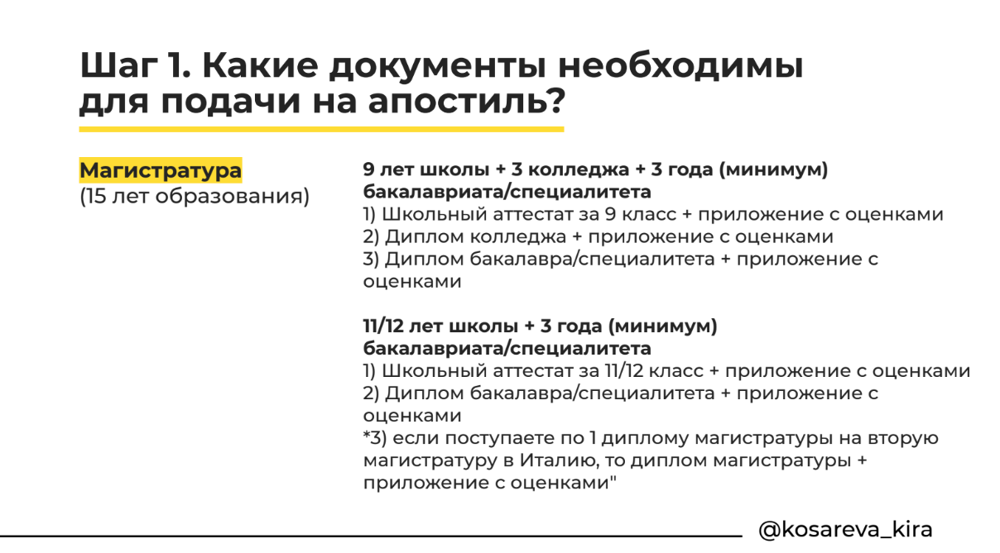 Шаг 1. Какие документы необходимы
для подачи на апостиль?
Магистратура
(15 лет образования)
9 лет школы + 3 колледжа + 3 года (минимум)
бакалавриата/специалитета
1) Школьный аттестат за 9 класс + приложение с оценками
2) Диплом колледжа + приложение с оценками
3) Диплом бакалавра/специалитета + приложение с
оценками
11/12 лет школы + 3 года (минимум)
бакалавриата/специалитета
1) Школьный аттестат за 11/12 класс + приложение с оценками
2) Диплом бакалавра/специалитета + приложение с
оценками
*3) если поступаете по 1 диплому магистратуры на вторую
магистратуру в Италию, то диплом магистратуры +
приложение с оценками"
@kosareva_kira